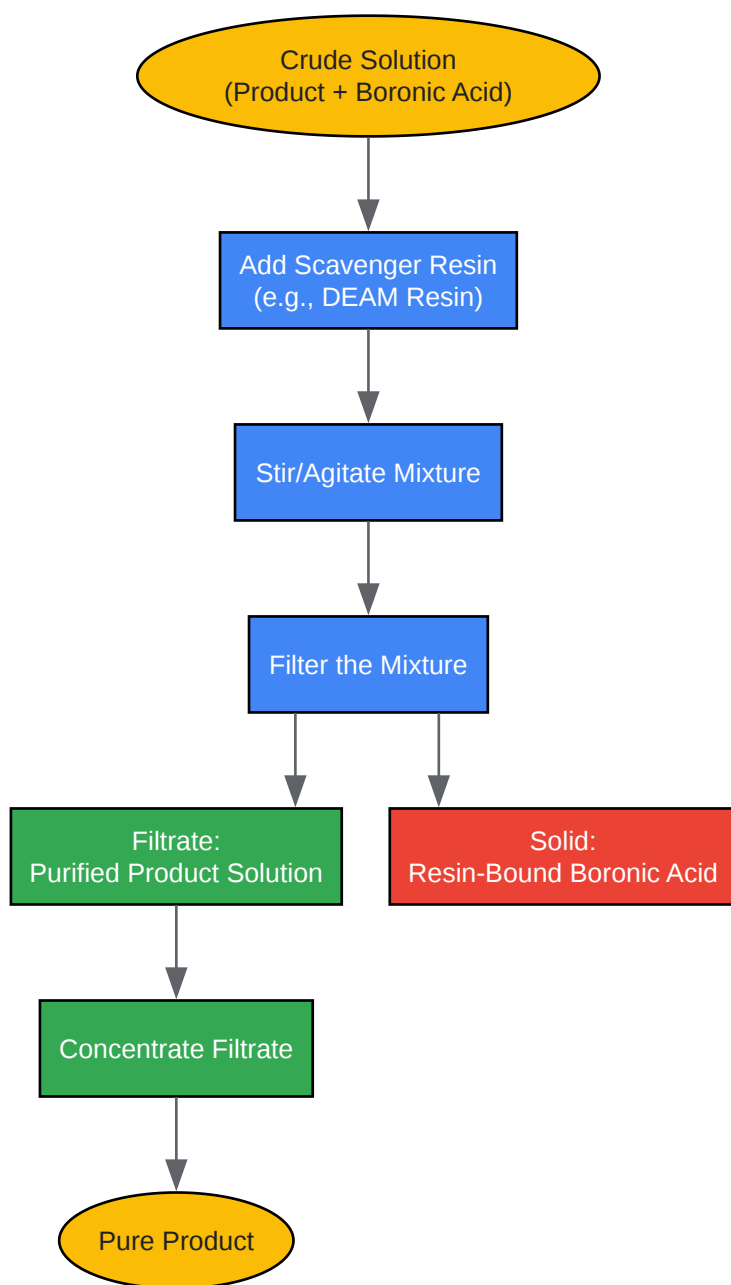 Crude Solution
(Product + Boronic Acid)
Add Scavenger Resin
(e.g., DEAM Resin)
Stir/Agitate Mixture
Filter the Mixture
Filtrate:
Purified Product Solution
Solid:
Resin-Bound Boronic Acid
Concentrate Filtrate
Pure Product